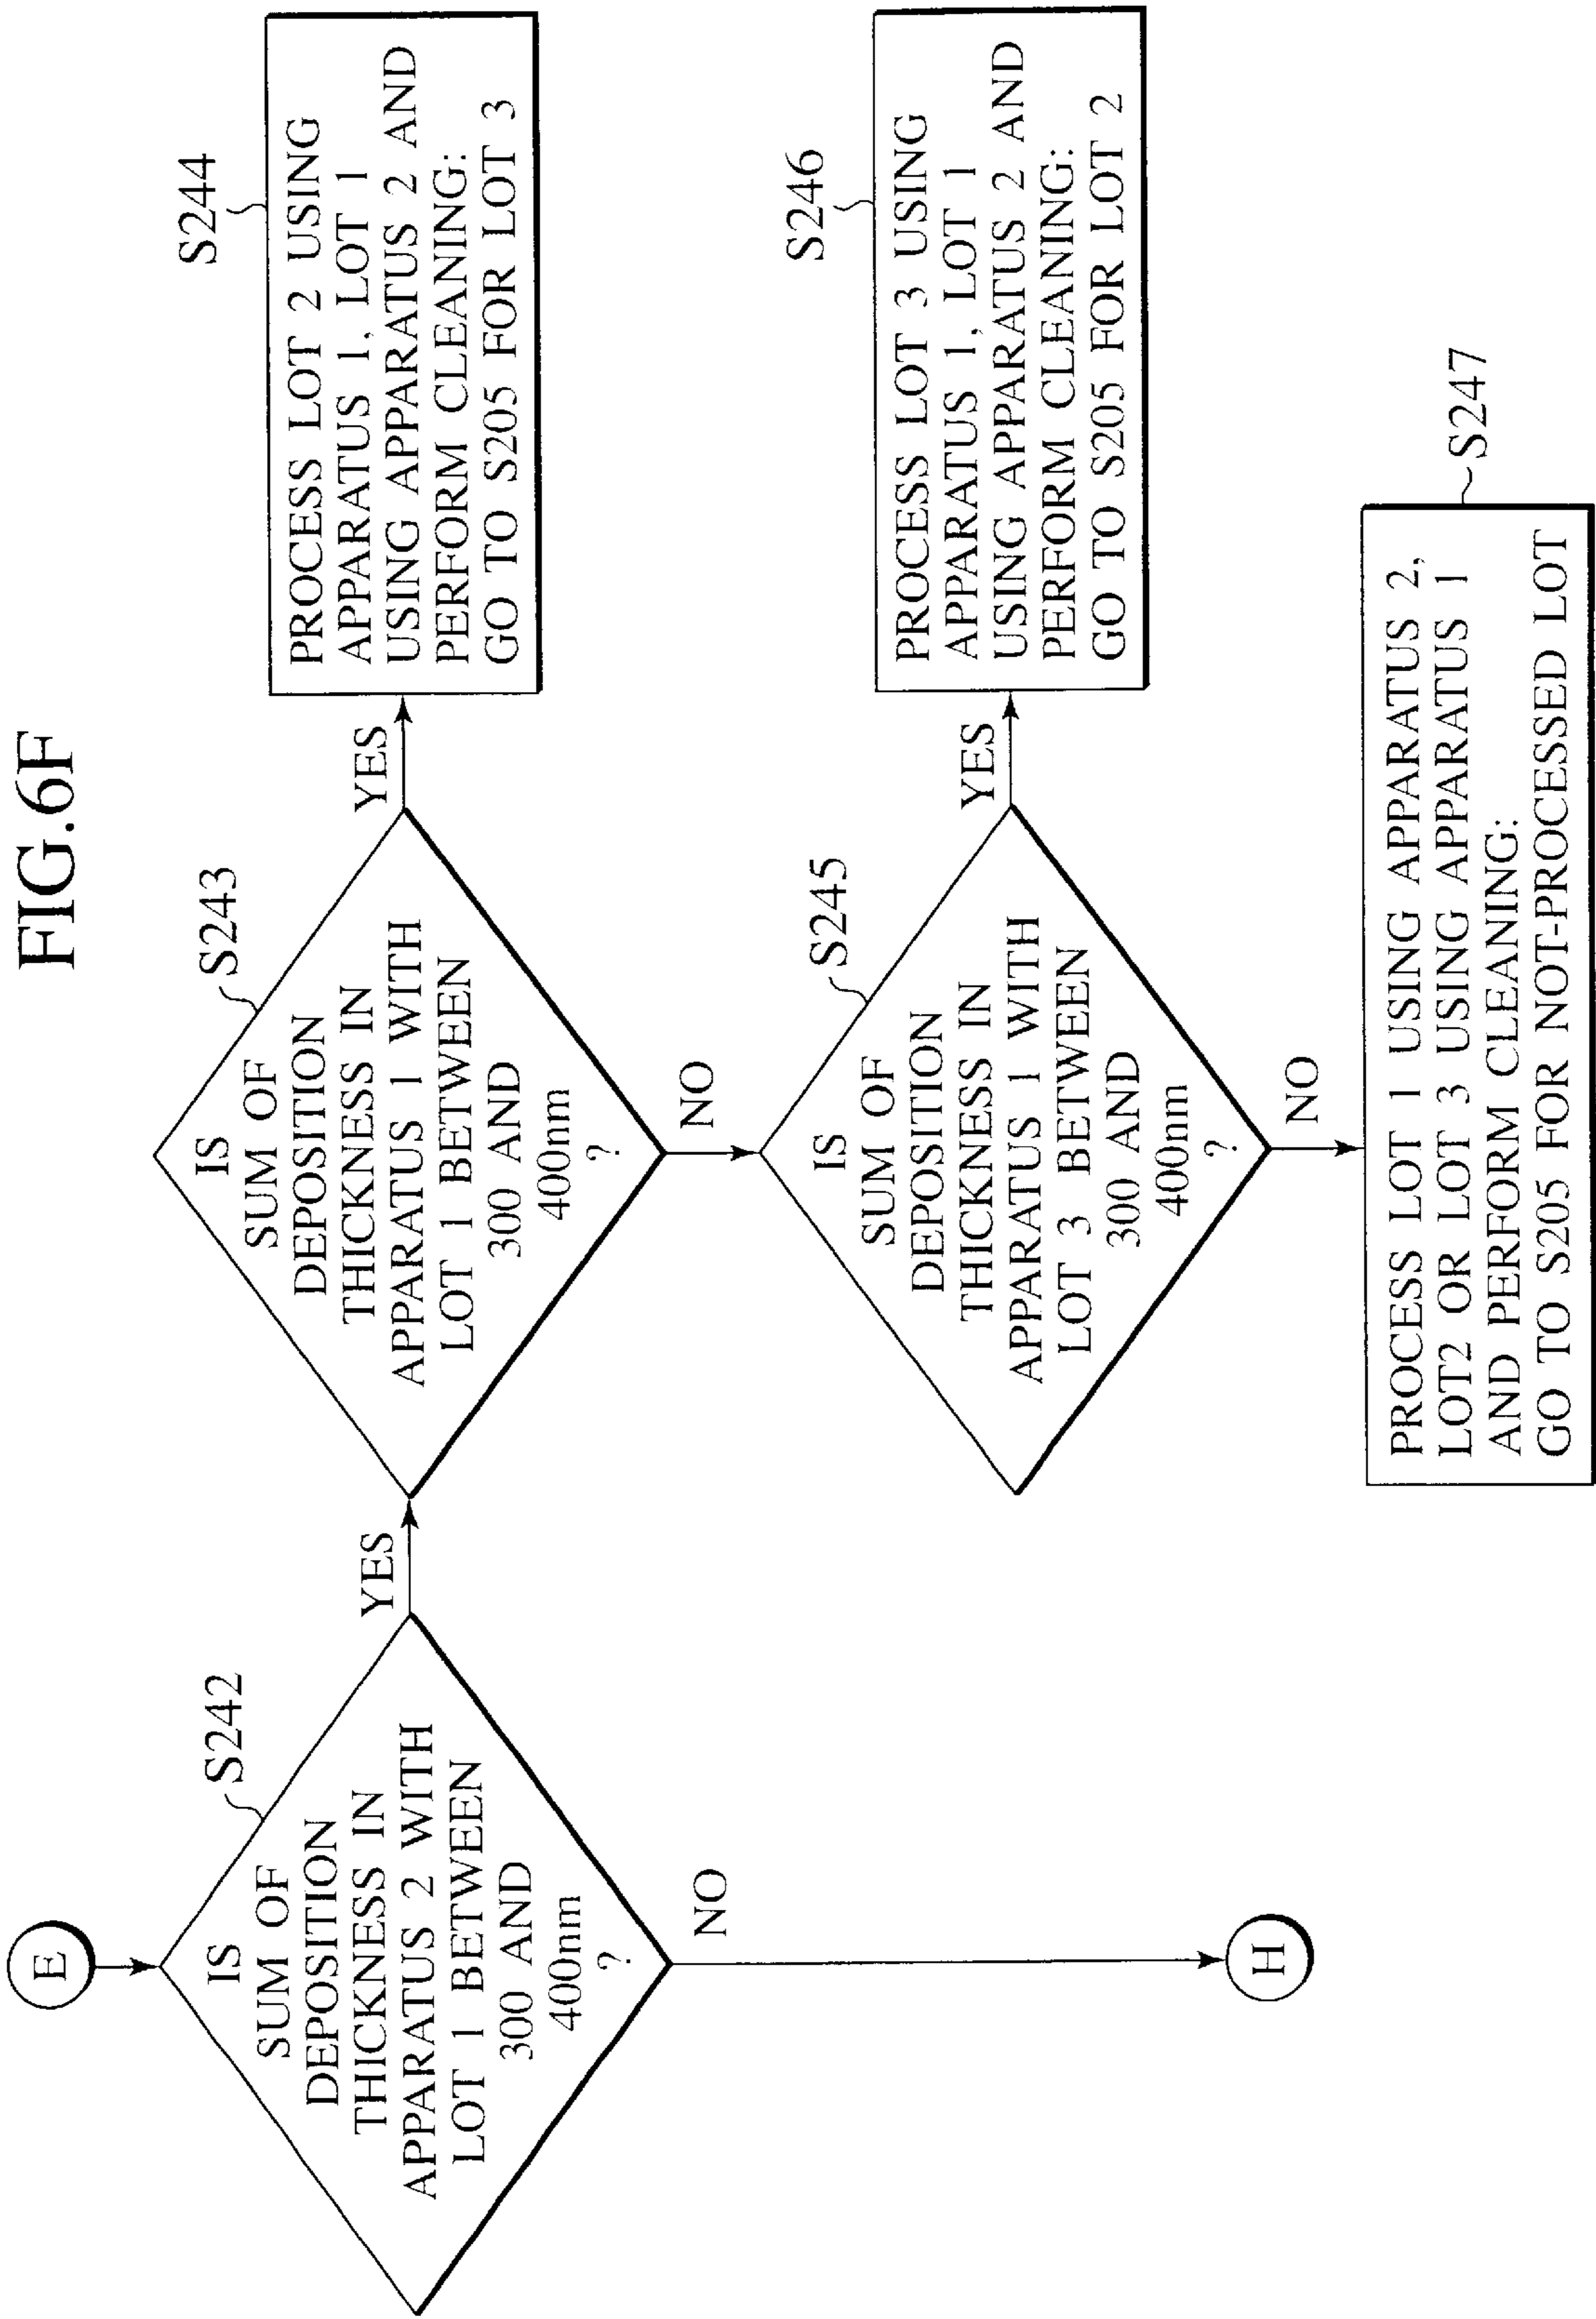 FIG.6F
E
S242
IS
SUM OF
DEPOSITION
THICKNESS IN
APPARATUS 2 WITH
LOT 1 BETWEEN
300 AND
400nm
?
YES
NO
H
S243
IS
SUM OF
DEPOSITION
THICKNESS IN
APPARATUS 1 WITH
LOT 1 BETWEEN
300 AND
400nm
?
YES
NO
S244
PROCESS LOT 2 USING
APPARATUS 1, LOT 1
USING APPARATUS 2 AND
PERFORM CLEANING:
GO TO S205 FOR LOT 3
S245
IS
SUM OF
DEPOSITION
THICKNESS IN
APPARATUS 1 WITH
LOT 3 BETWEEN
300 AND
400nm
?
YES
NO
S246
PROCESS LOT 3 USING
APPARATUS 1, LOT 1
USING APPARATUS 2 AND
PERFORM CLEANING:
GO TO S205 FOR LOT 2
S247
PROCESS LOT 1 USING APPARATUS 2,
LOT2 OR LOT 3 USING APPARATUS 1
AND PERFORM CLEANING:
GO TO S205 FOR NOT-PROCESSED LOT